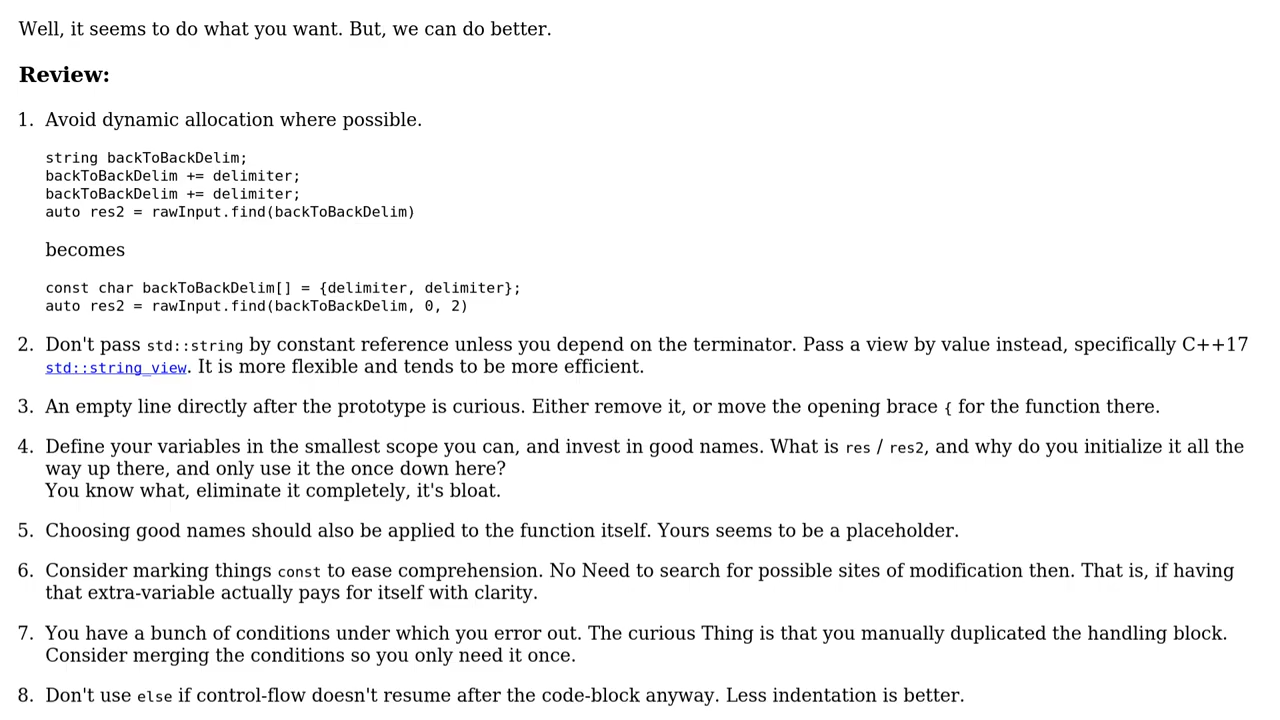 Well, it seems to do what you want. But, we can do better.
Review:
1. Avoid dynamic allocation where possible.
string backToBackDelim;
backToBackDelim += delimiter;
backToBackDelim += delimiter;
auto res2 = rawInput.find(backToBackDelim)
becomes
const char backToBackDelim[] = {delimiter, delimiter};
auto res2 = rawInput.find(backToBackDelim, 0, 2)
2. Don't pass std::string by constant reference unless you depend on the terminator. Pass a view by value instead, specifically C++17
std::string_view. It is more flexible and tends to be more efficient.
3. An empty line directly after the prototype is curious. Either remove it, or move the opening brace { for the function there.
4. Define your variables in the smallest scope you can, and invest in good names. What is res / res2, and why do you initialize it all the
way up there, and only use it the once down here?
You know what, eliminate it completely, it's bloat.
5. Choosing good names should also be applied to the function itself. Yours seems to be a placeholder.
6. Consider marking things const to ease comprehension. No Need to search for possible sites of modification then. That is, if having
that extra-variable actually pays for itself with clarity.
7. You have a bunch of conditions under which you error out. The curious Thing is that you manually duplicated the handling block.
Consider merging the conditions so you only need it once.
8. Don't use else if control-flow doesn't resume after the code-block anyway. Less indentation is better.